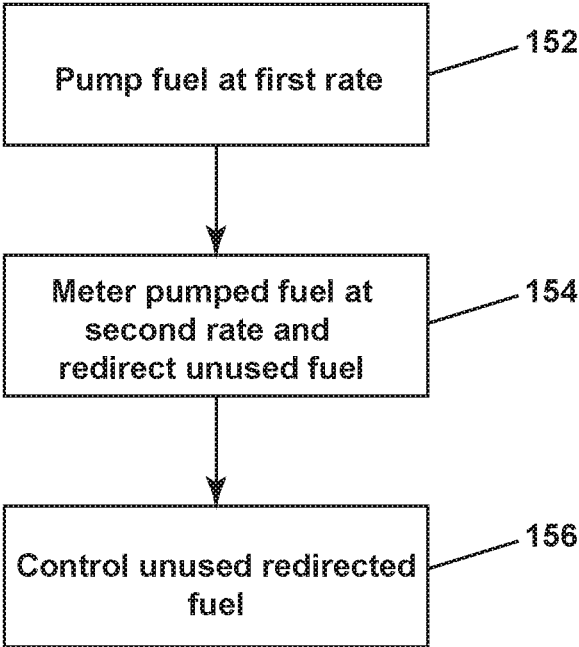 Pump fuel at first rate
152
Meter pumped fuel at
second rate and
redirect unused fuel
154
Control unused redirected
fuel
156